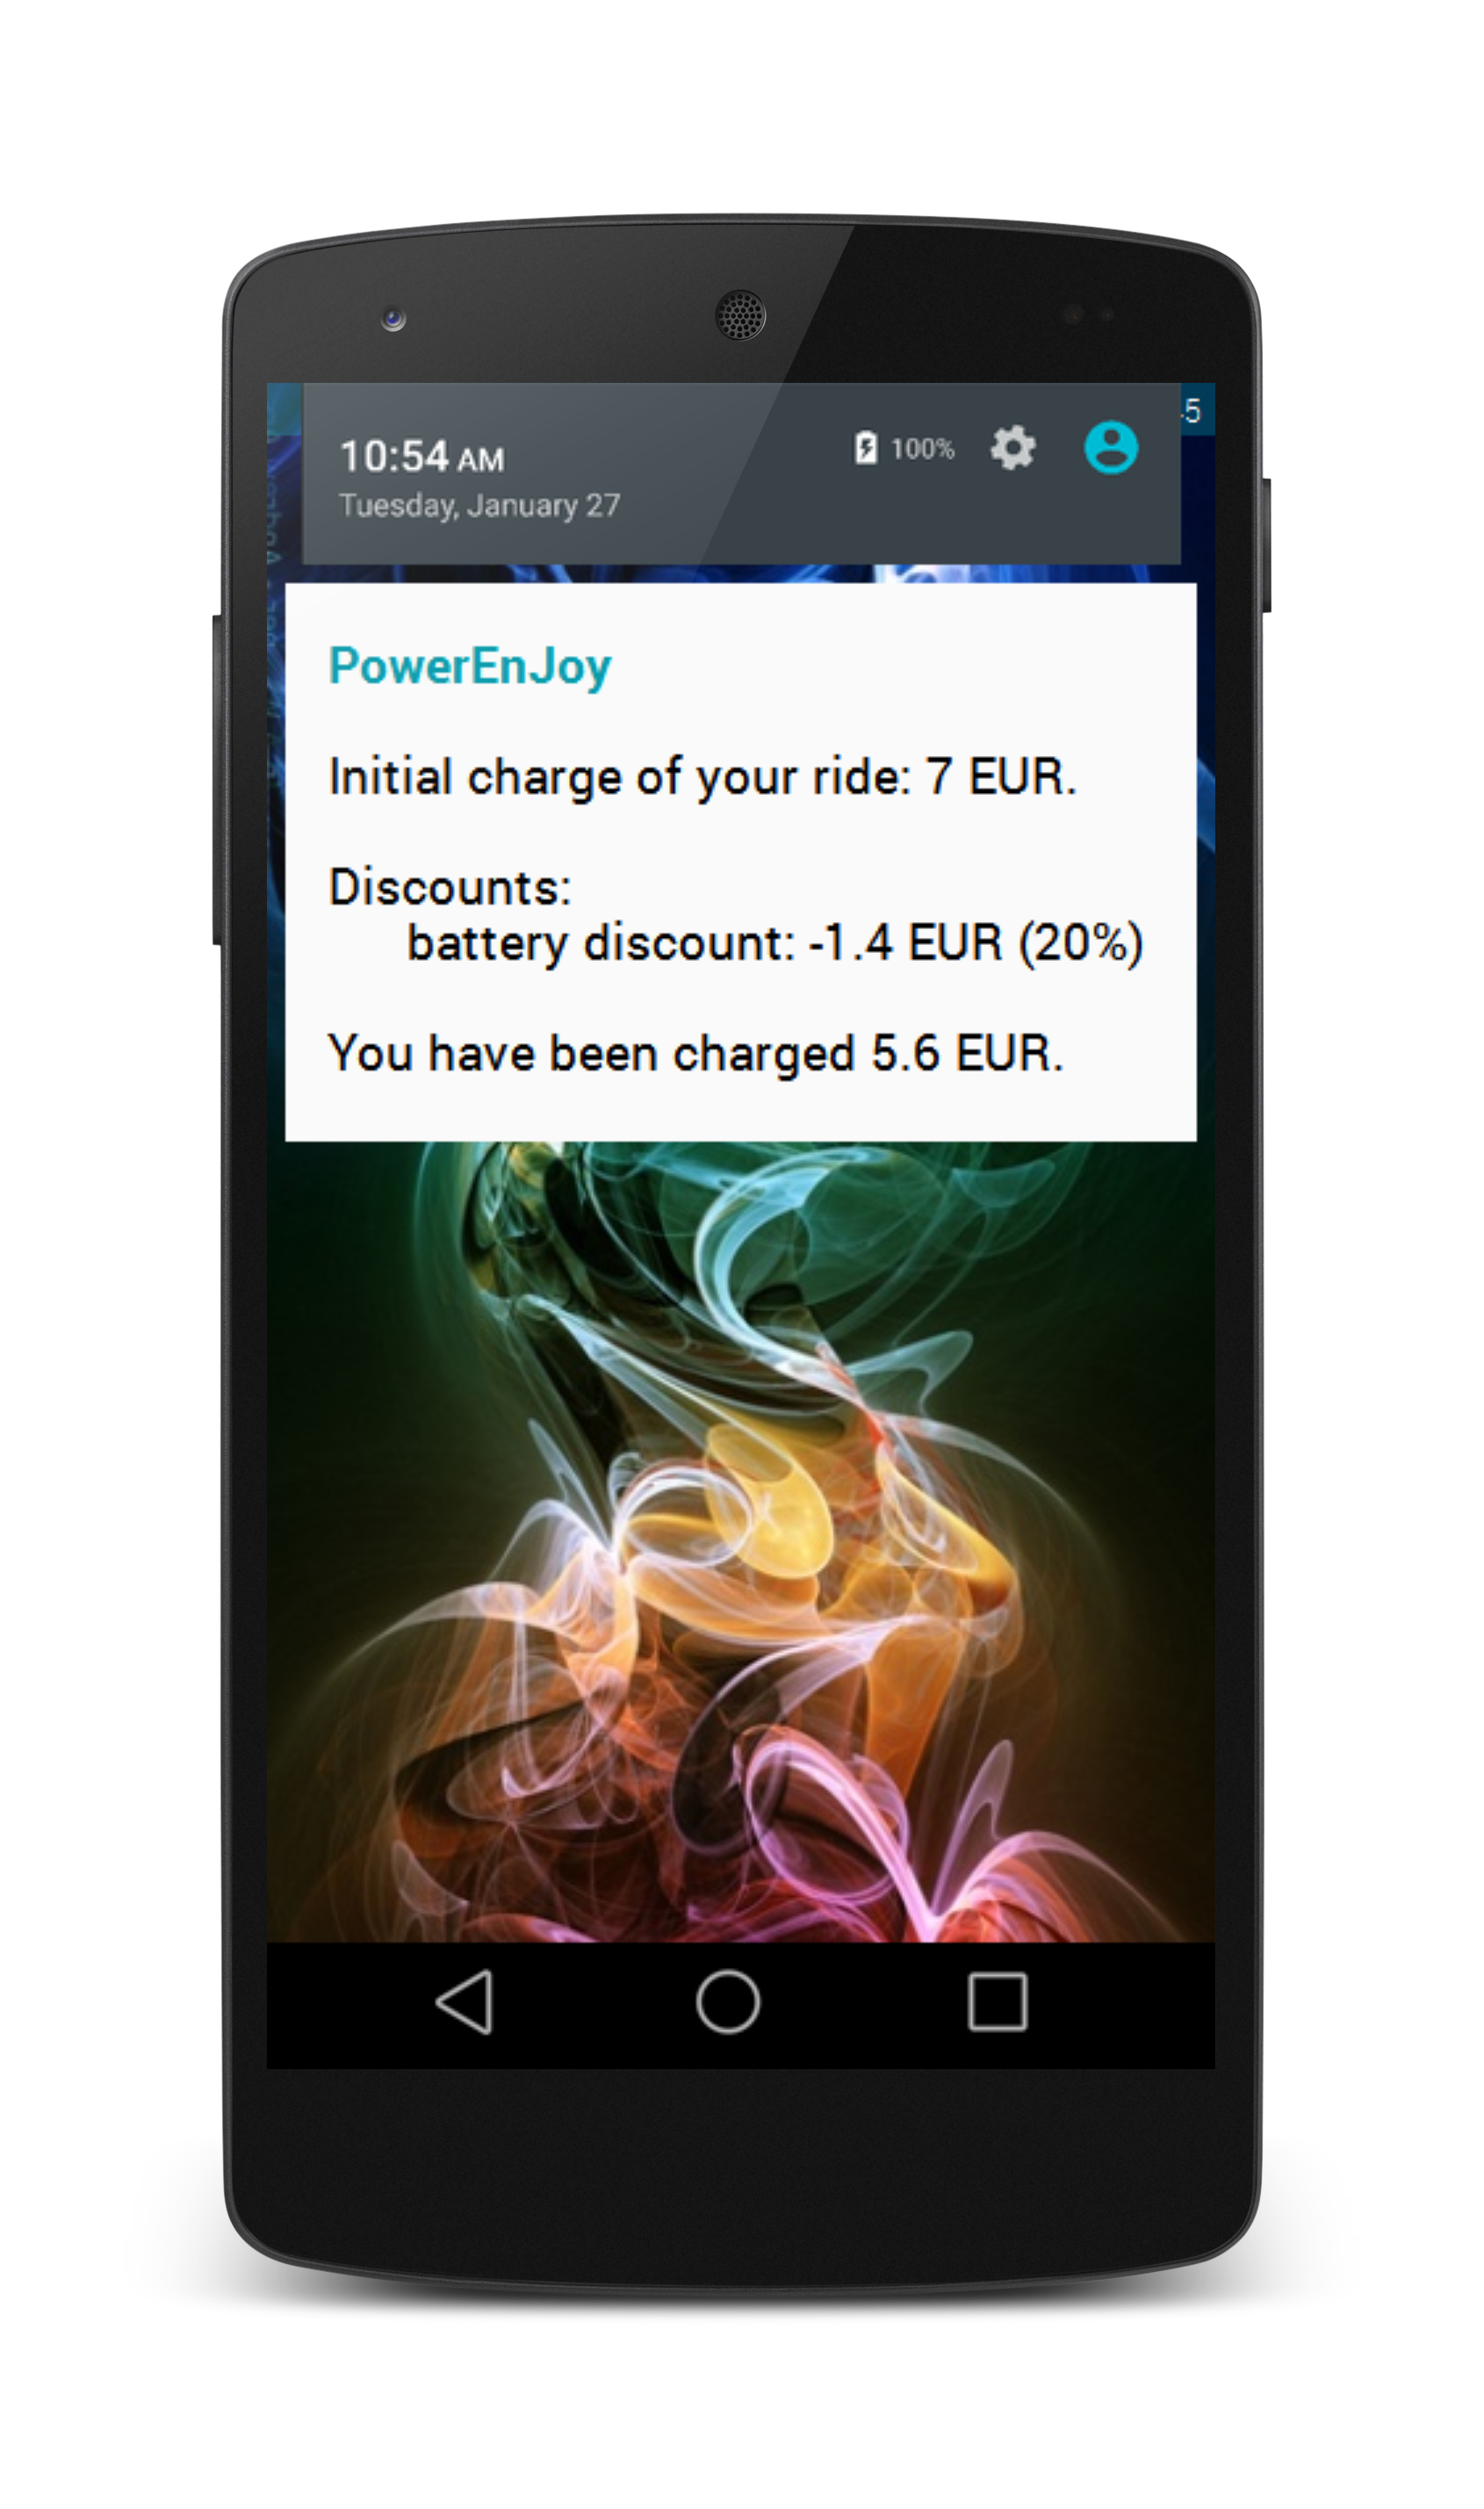 5
10:54 AM
100%
Tuesday, January 27
PowerEnJoy
Initial charge of your ride: 7 EUR.
Discounts:
battery discount: -1.4 EUR (20%)
You have been charged 5.6 EUR.